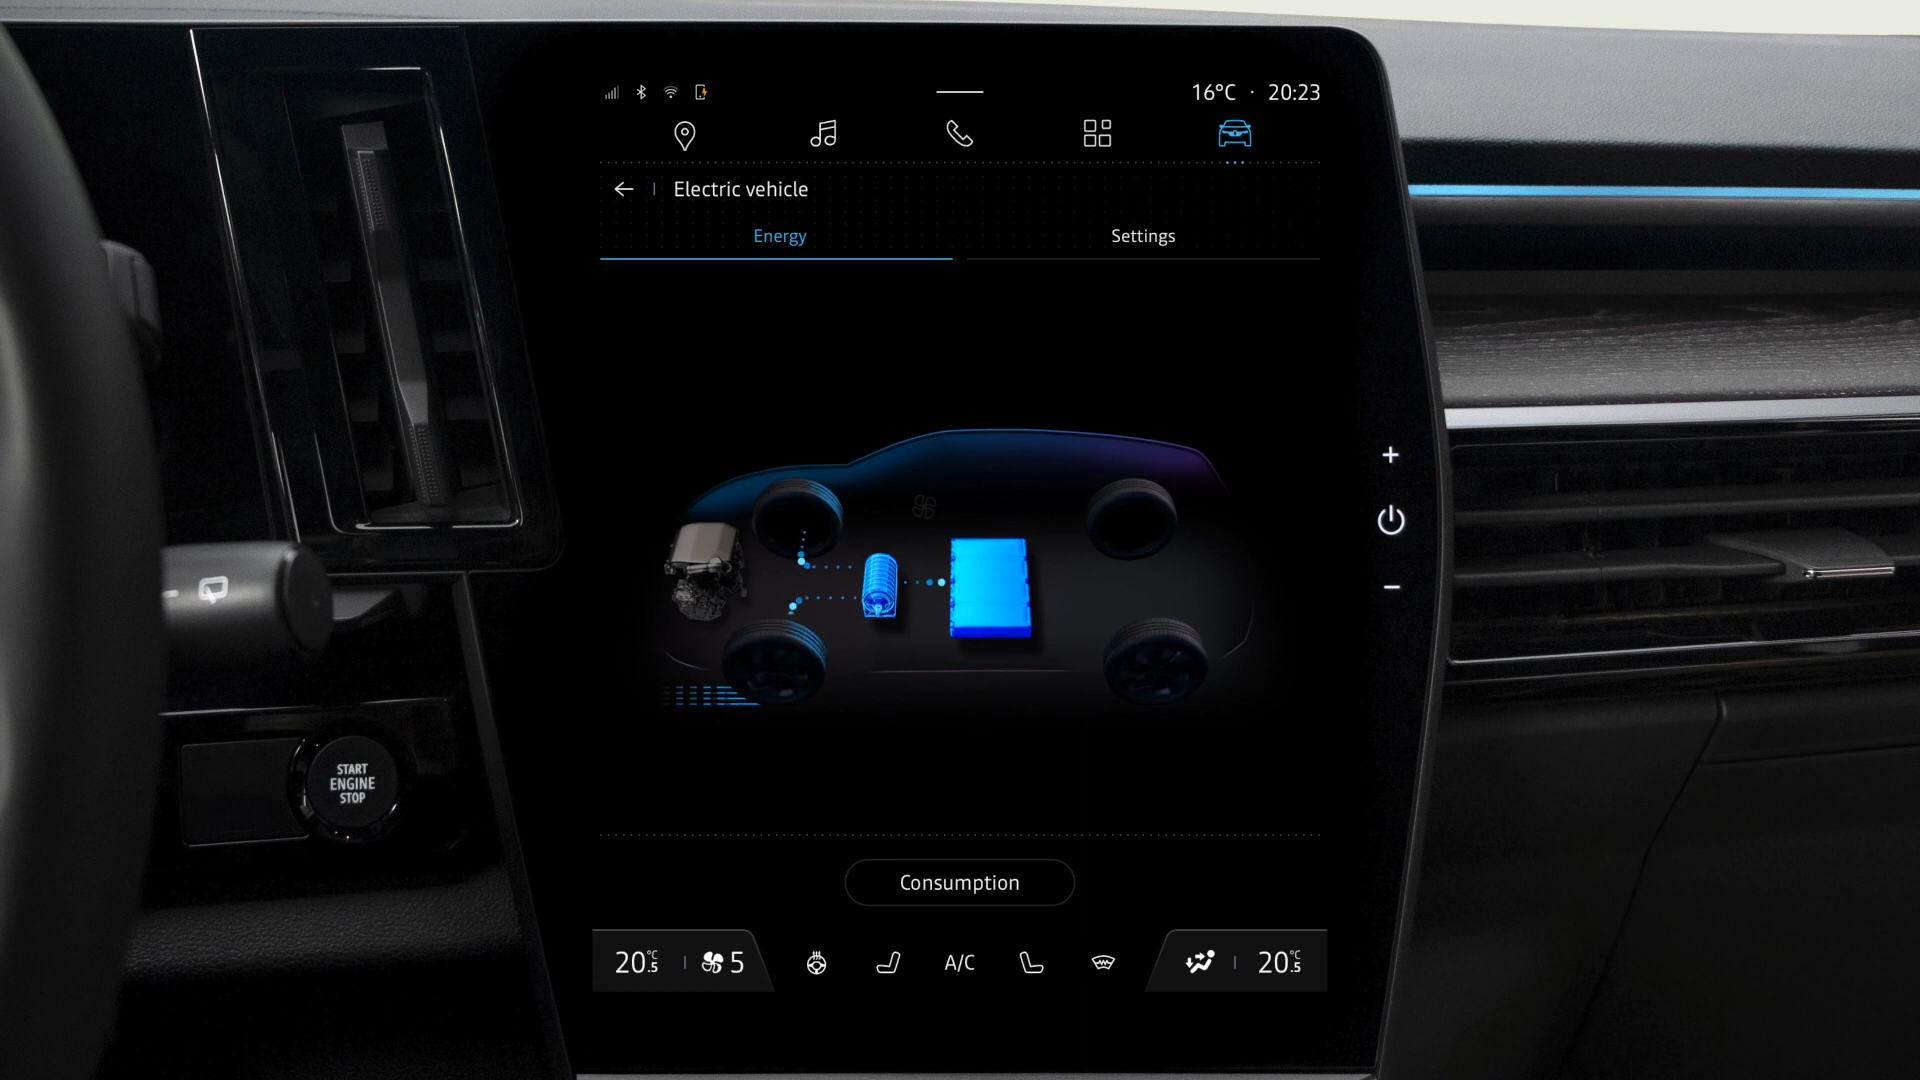 16°C · 20:23
Electric vehicle
Energy
Settings
START
ENGINE
STOP
Consumption
20.5 °C
5
A/C
20.5 °C